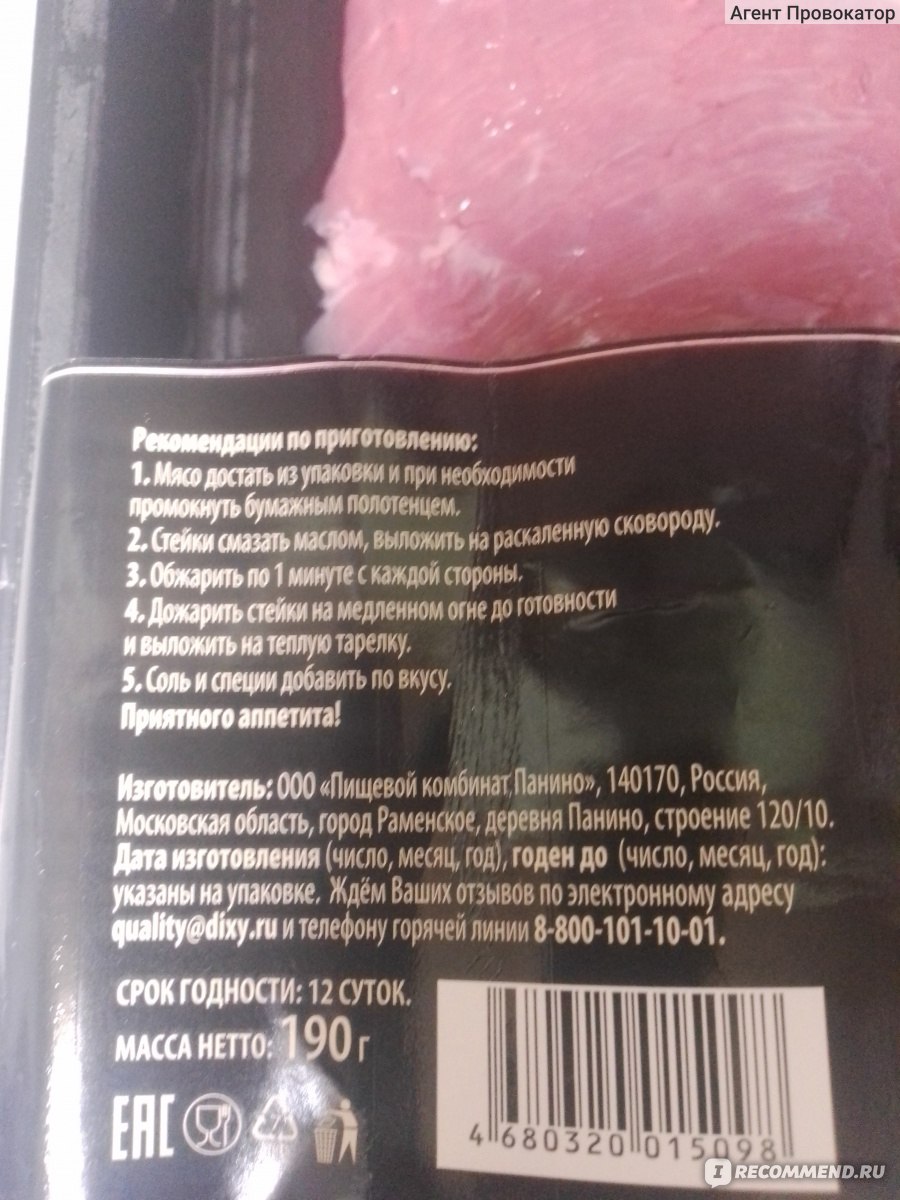 Агент Провокатор
Рекомендации по приготовлению:
1. Мясо достать из упаковки и при необходимости
промокнуть бумажным полотенцем.
2. Стейки смазать маслом, выложить на раскаленную сковороду.
3. Обжарить по 1 минуте с каждой стороны.
4. Дожарить стейки на медленном огне до готовности
и выложить на теплую тарелку.
5. Соль и специи добавить по вкусу.
Приятного аппетита!
Изготовитель: ООО «Пищевой комбинат Панино», 140170, Россия,
Московская область, город Раменское, деревня Панино, строение 120/10.
Дата изготовления (число, месяц, год), годен до (число, месяц, год):
указаны на упаковке. Ждём Ваших отзывов по электронному адресу
quality@dixy.ru и телефону горячей линии 8-800-101-10-01.
СРОК ГОДНОСТИ: 12 СУТОК.
МАССА НЕТТО: 190 г
EAC
4 680320 015098
IRECOMMEND.RU